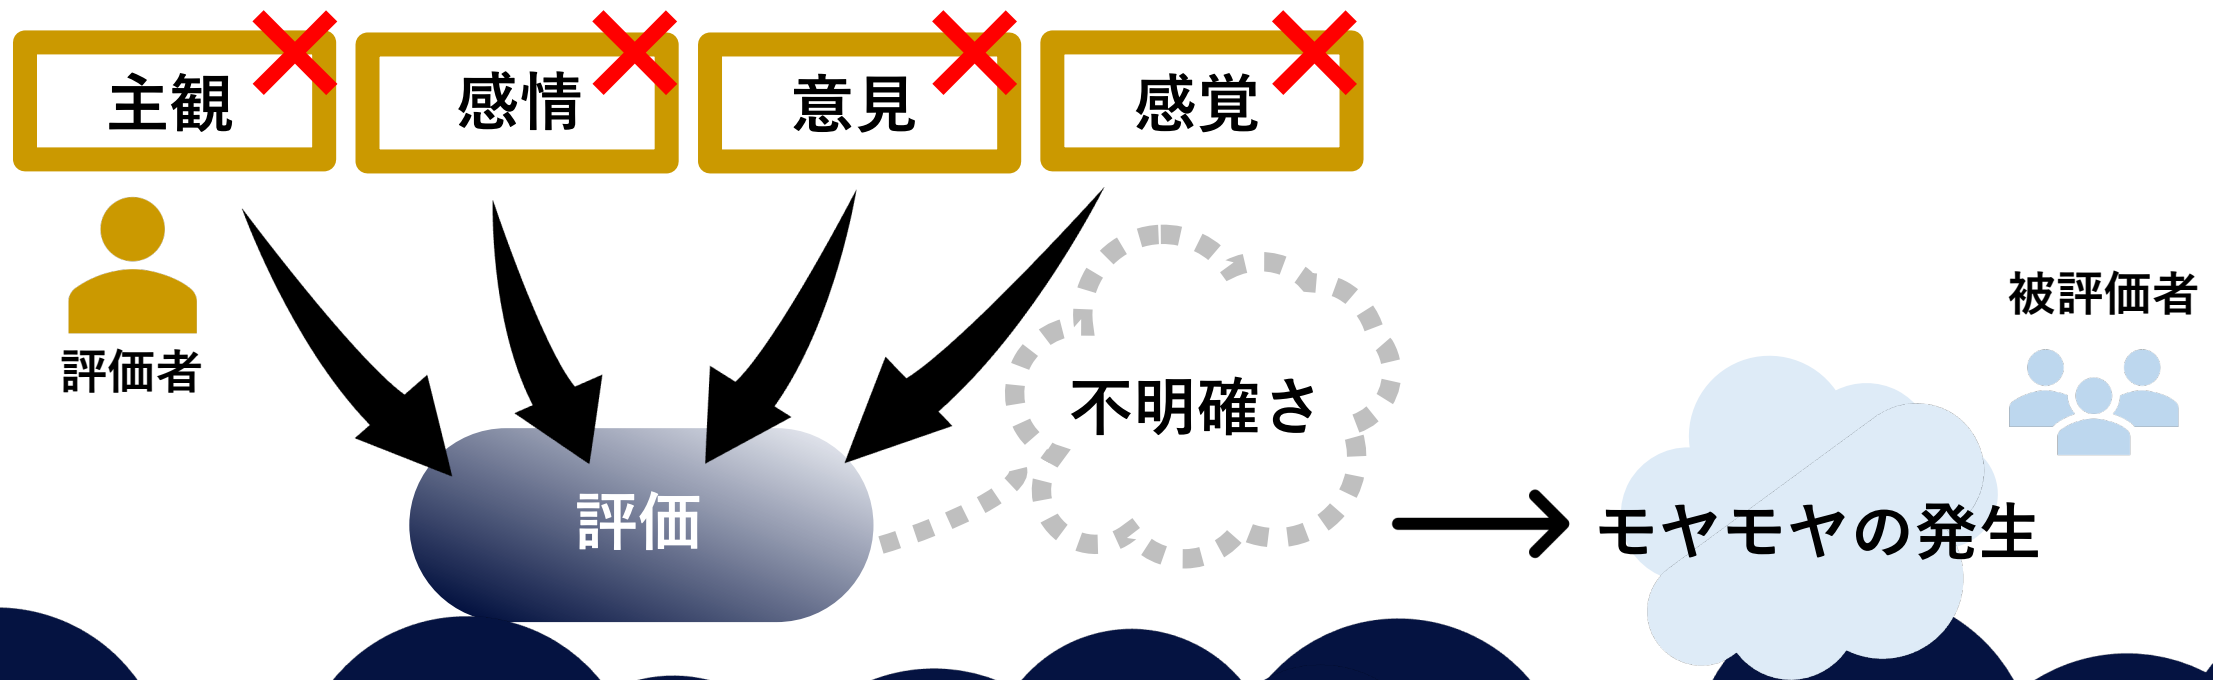 主観
感情
意見
感覚
評価者
被評価者
不明確さ
評価
モヤモヤの発生